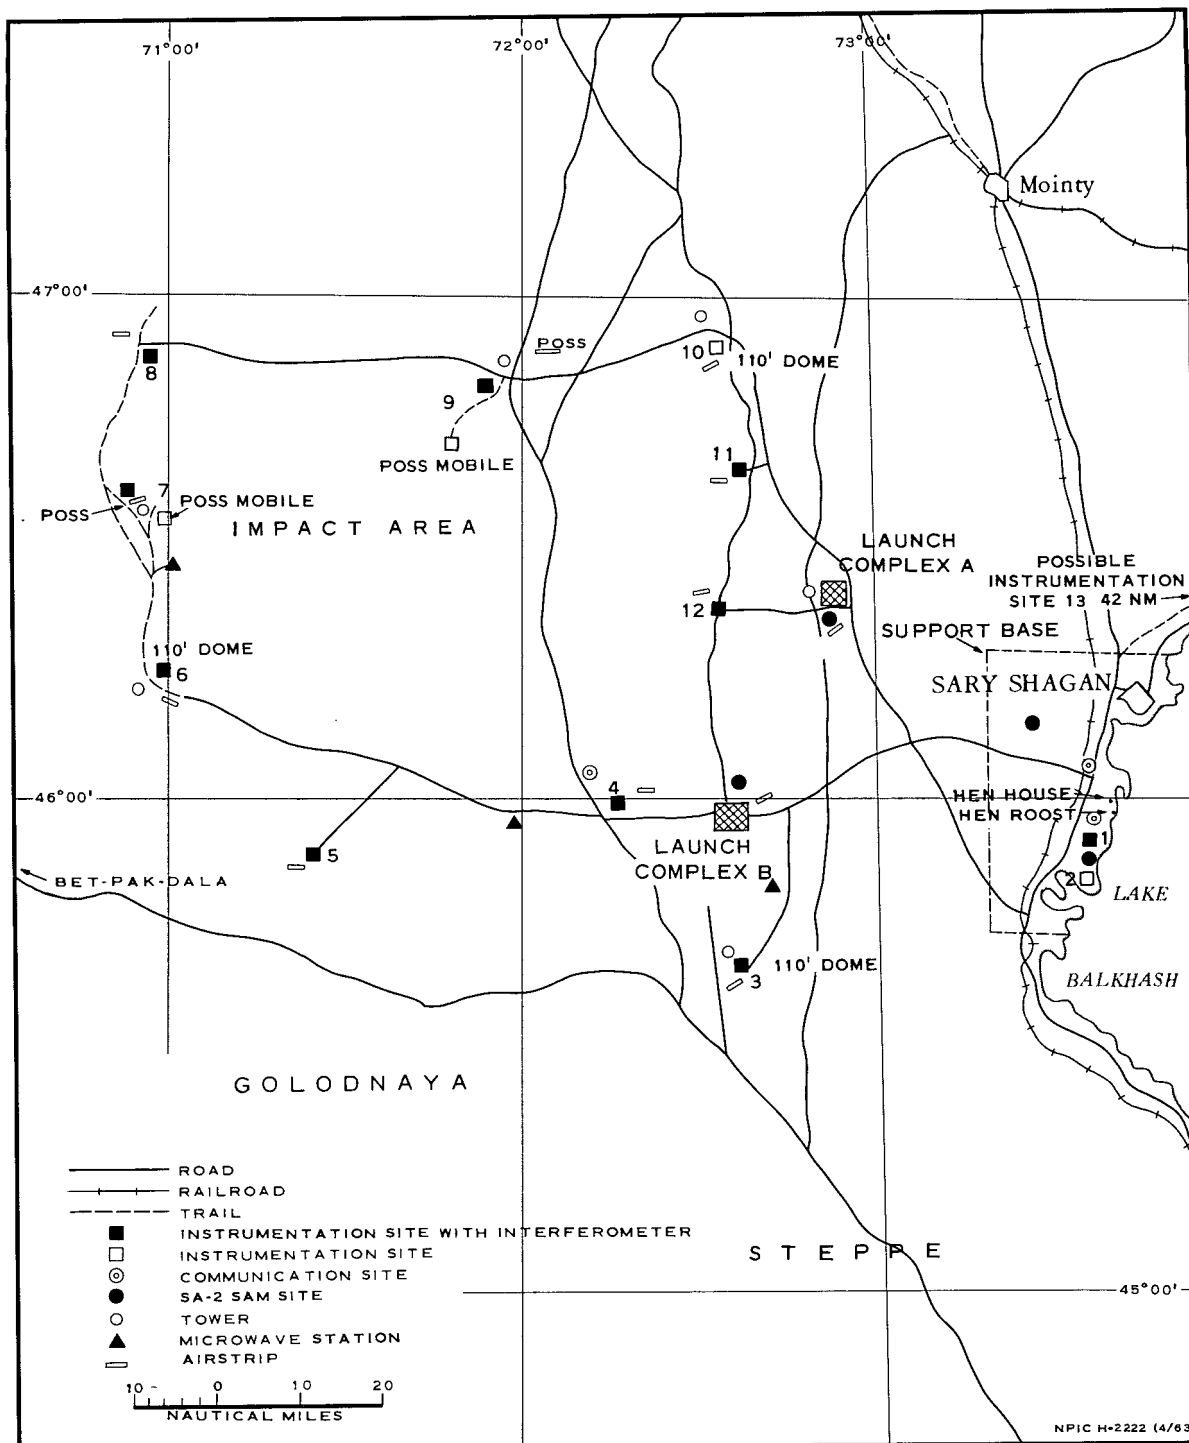 71°00'
72°00'
73°00'
Mointy
47°00'
POSS
8
9
10
110' DOME
POSS MOBILE
11
7
POSS MOBILE
POSS
IMPACT AREA
LAUNCH
COMPLEX A
POSSIBLE
INSTRUMENTATION
SITE 13 42 NM
12
SUPPORT BASE
110' DOME
6
SARY SHAGAN
46°00'
4
HEN HOUSE
HEN ROOST
1
LAUNCH
COMPLEX B
5
BET-PAK-DALA
2
LAKE
3
110' DOME
BALKHASH
GOLODNAYA
STEPPE
ROAD
RAILROAD
TRAIL
INSTRUMENTATION SITE WITH INTERFEROMETER
INSTRUMENTATION SITE
COMMUNICATION SITE
SA-2 SAM SITE
TOWER
MICROWAVE STATION
AIRSTRIP
45°00'
10 0 10 20
NAUTICAL MILES
NPIC H-2222 (4/63